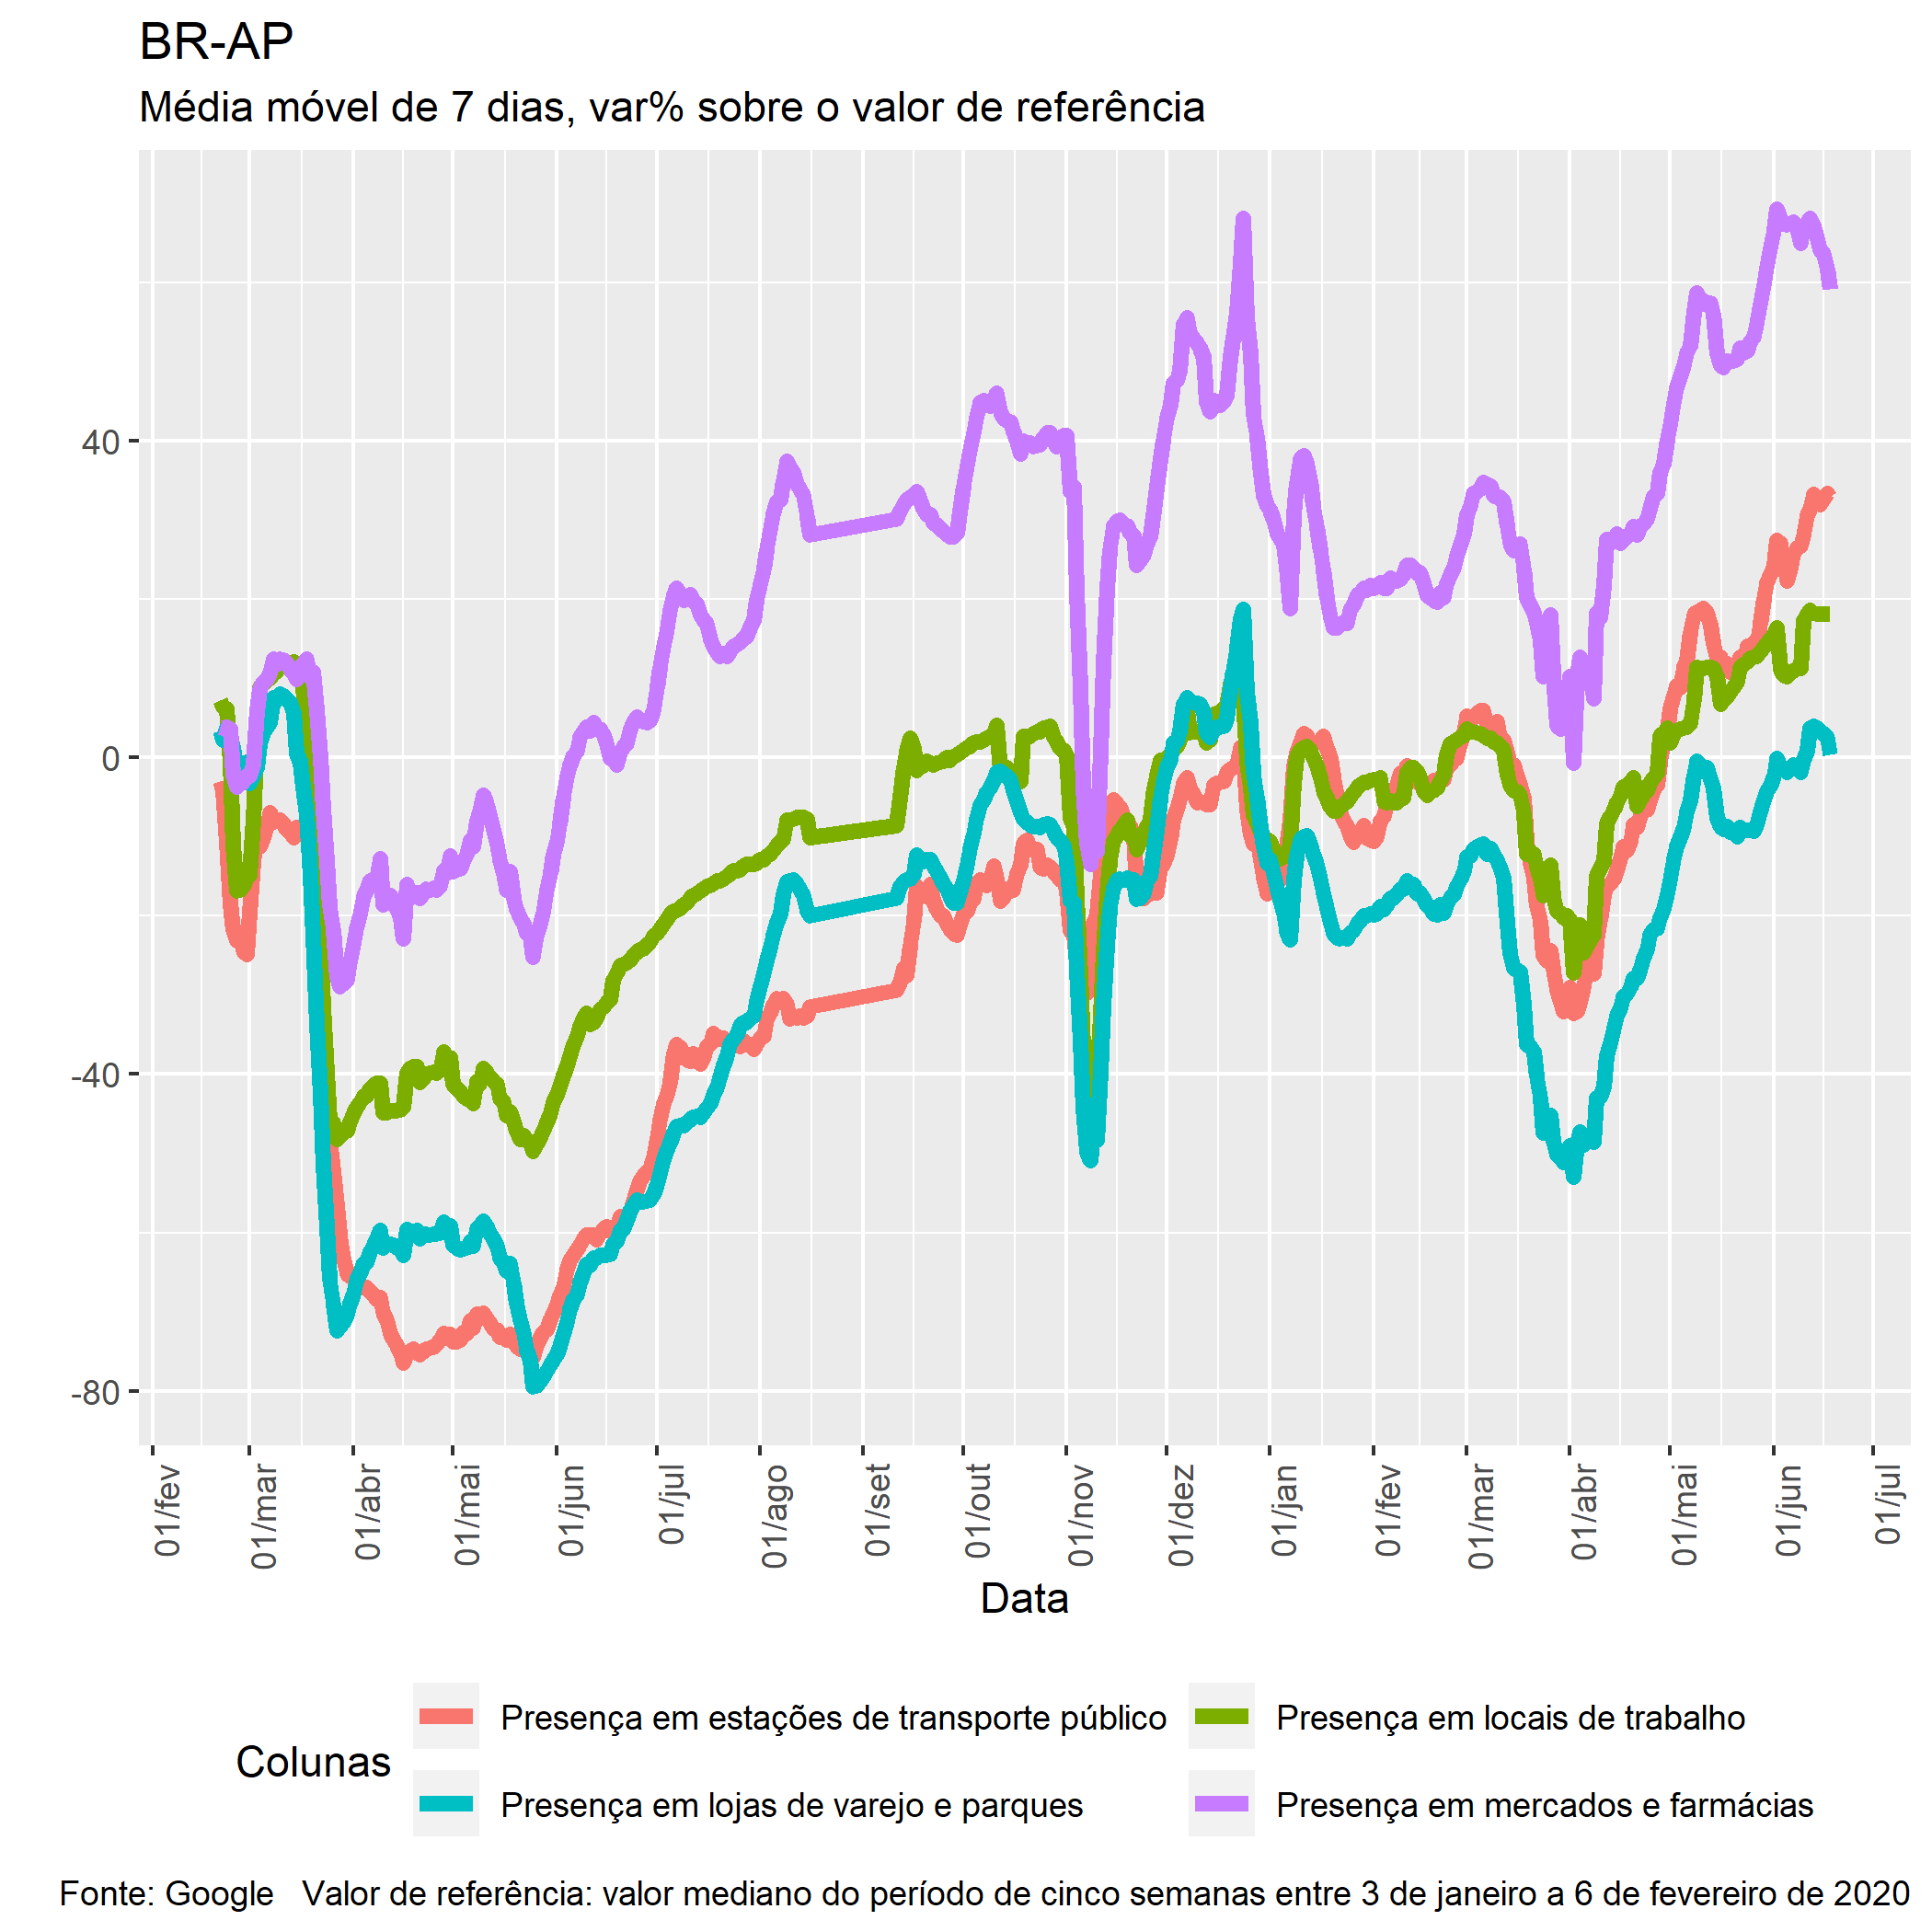 BR-AP
Média móvel de 7 dias, var% sobre o valor de referência
40
0
-40
-80
01/fev
01/mar
01/abr
01/mai
01/jun
01/jul
01/ago
01/set
01/out
01/nov
01/dez
01/jan
01/fev
01/mar
01/abr
01/mai
01/jun
01/jul
Data
Colunas
Presença em estações de transporte público
Presença em locais de trabalho
Presença em lojas de varejo e parques
Presença em mercados e farmácias
Fonte: Google   Valor de referência: valor mediano do período de cinco semanas entre 3 de janeiro a 6 de fevereiro de 2020